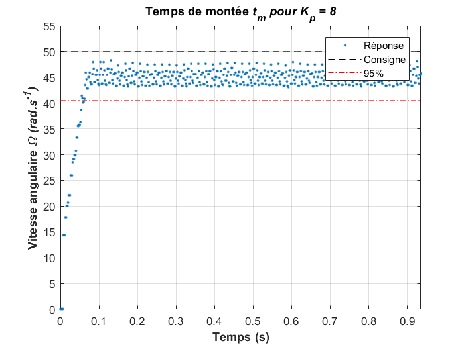 Temps de montée tm pour Kp = 8
55
50
45
40
35
30
25
20
15
10
5
0
Vitesse angulaire Ω (rad.s-1)
Réponse
Consigne
95%
0 0.1 0.2 0.3 0.4 0.5 0.6 0.7 0.8 0.9
Temps (s)